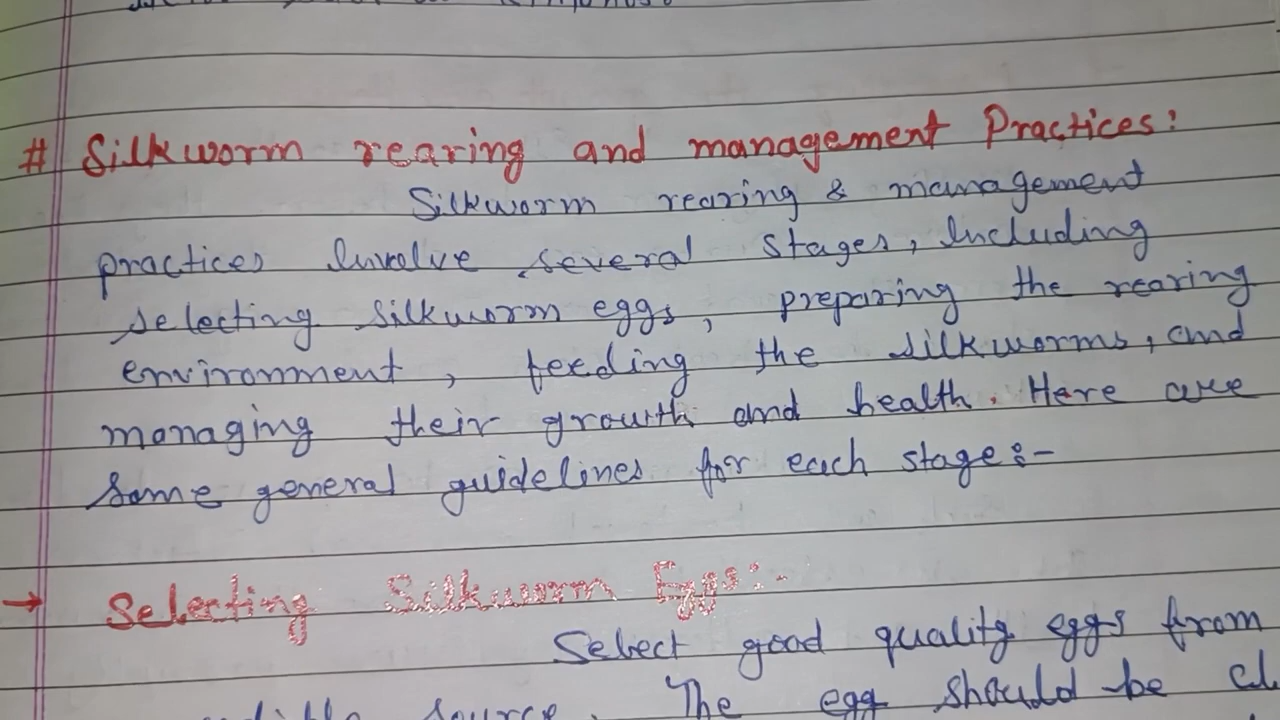 # Silkworm rearing and management Practices:
Silkworm rearing & management
practices Involve several stages, Including
selecting silkworm eggs, preparing the rearing
environment, feeding the silkworms, and
managing their growth and health. Here are
some general guidelines for each stage:-
→ Selecting Silkworm Eggs:-
Select good quality eggs from
source. The egg should be